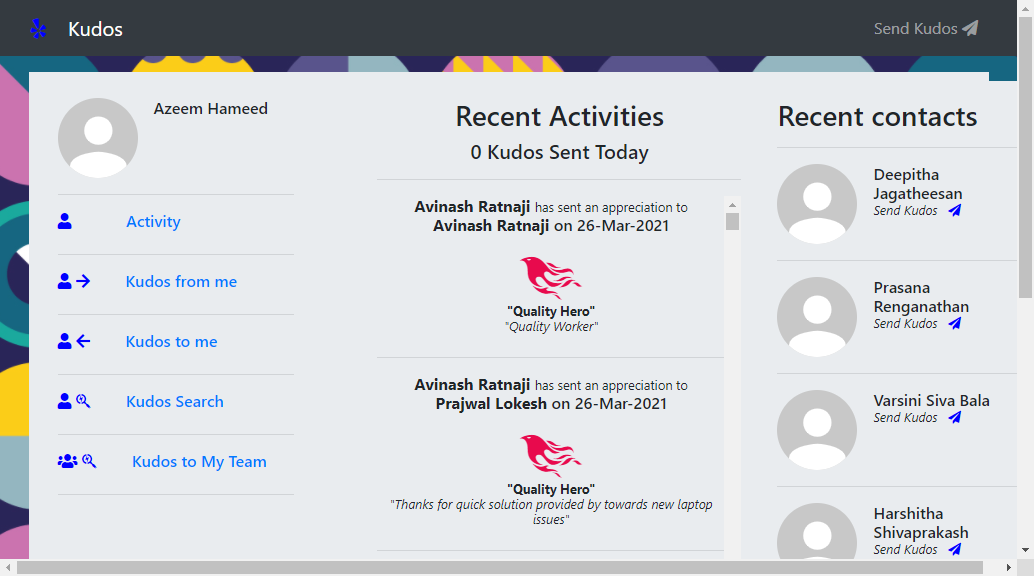 Kudos
Send Kudos
Azeem Hameed
Activity
Kudos from me
Kudos to me
Kudos Search
Kudos to My Team
Recent Activities
0 Kudos Sent Today
Avinash Ratnaji has sent an appreciation to
Avinash Ratnaji on 26-Mar-2021
"Quality Hero"
"Quality Worker"
Avinash Ratnaji has sent an appreciation to
Prajwal Lokesh on 26-Mar-2021
"Quality Hero"
"Thanks for quick solution provided by towards new laptop
issues"
Recent contacts
Deepitha
Jagatheesan
Send Kudos
Prasana
Renganathan
Send Kudos
Varsini Siva Bala
Send Kudos
Harshitha
Shivaprakash
Send Kudos